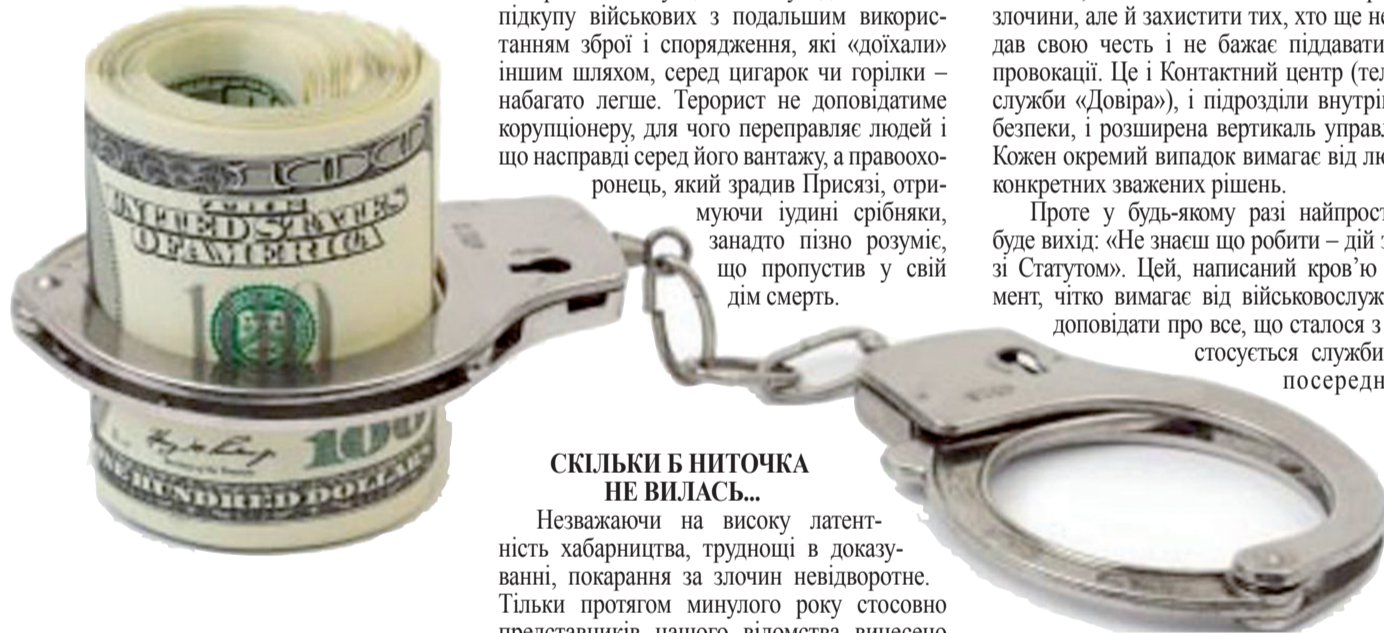 підкупу військових з подальшим викорис-
танням зброї і спорядження, які «доїхали»
іншим шляхом, серед цигарок чи горілки –
набагато легше. Терорист не доповідатиме
корупціонеру, для чого переправляє людей і
що насправді серед його вантажу, а правоохо-
ронець, який зрадив Присязі, отри-
муючи іудині срібняки,
занадто пізно розуміє,
що пропустив у свій
дім смерть.
СКІЛЬКИ Б НИТОЧКА
НЕ ВИЛАСЬ...
Незважаючи на високу латент-
ність хабарництва, труднощі в доказу-
ванні, покарання за злочин невідворотне.
Тільки протягом минулого року стосовно
представників нашого відомства винесено
злочини, але й захистити тих, хто ще не
дав свою честь і не бажає піддавати
провокації. Це і Контактний центр (тел
служби «Довіра»), і підрозділи внутрі
безпеки, і розширена вертикаль управл
Кожен окремий випадок вимагає від лю
конкретних зважених рішень.
Проте у будь-якому разі найпрост
буде вихід: «Не знаєш що робити – дій з
зі Статутом». Цей, написаний кров’ю
мент, чітко вимагає від військовослуж
доповідати про все, що сталося з
стосується служби
посередн
UNITED STATES
OF AMERICA
100
100
ONE HUNDRED DOLLARS